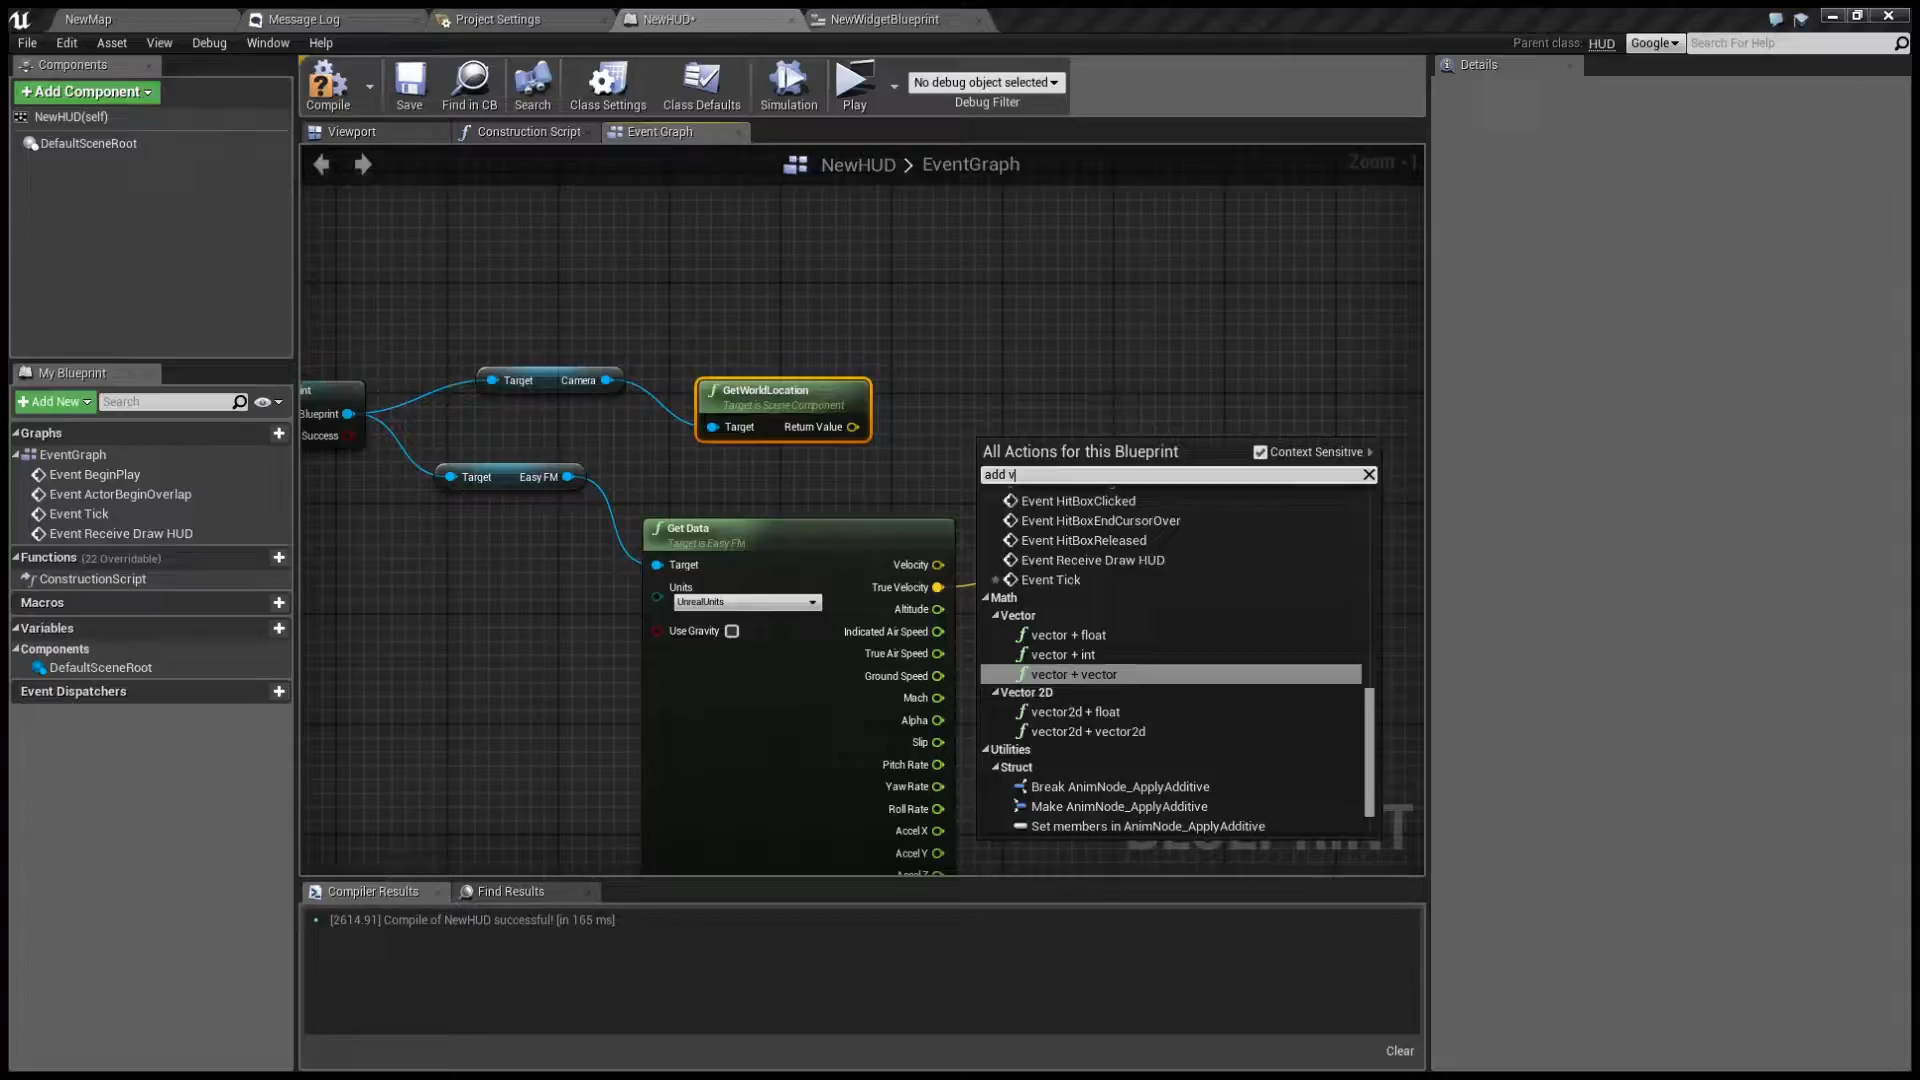 NewMap
Message Log
Project Settings
NewHUD*
NewWidgetBlueprint
File
Edit
Asset
View
Debug
Window
Help
Parent class:
HUD
Google
Search For Help
Components
+Add Component
NewHUD(self)
DefaultSceneRoot
Compile
Save
Find in CB
Search
Class Settings
Class Defaults
Simulation
Play
No debug object selected
Debug Filter
Details
Viewport
Construction Script
Event Graph
NewHUD > EventGraph
Zoom -1
My Blueprint
+Add New
Search
Graphs
EventGraph
Event BeginPlay
Event ActorBeginOverlap
Event Tick
Event Receive Draw HUD
Functions (22 Overridable)
ConstructionScript
Macros
Variables
Components
DefaultSceneRoot
Event Dispatchers
Blueprint
Success
Target Camera
GetWorldLocation
Target is Scene Component
Target Return Value
Target Easy FM
Get Data
Target is Easy FM
Target
Units
UnrealUnits
Use Gravity
Velocity
True Velocity
Altitude
Indicated Air Speed
True Air Speed
Ground Speed
Mach
Alpha
Slip
Pitch Rate
Yaw Rate
Roll Rate
Accel X
Accel Y
Accel Z
All Actions for this Blueprint
Context Sensitive
add v
Event HitBoxClicked
Event HitBoxEndCursorOver
Event HitBoxReleased
Event Receive Draw HUD
Event Tick
Math
Vector
vector + float
vector + int
vector + vector
Vector 2D
vector2d + float
vector2d + vector2d
Utilities
Struct
Break AnimNode_ApplyAdditive
Make AnimNode_ApplyAdditive
Set members in AnimNode_ApplyAdditive
Compiler Results
Find Results
[2614.91] Compile of NewHUD successful! [in 165 ms]
Clear